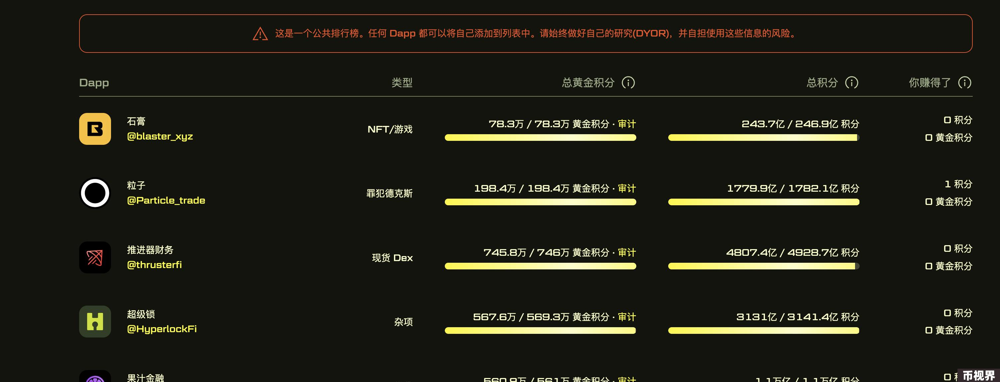 这是一个公共排行榜。任何 Dapp 都可以将自己添加到列表中。请始终做好自己的研究(DYOR)，并自担使用这些信息的风险。
Dapp 类型 总黄金积分 总积分 你赚得了
石膏
@blaster_xyz
NFT/游戏
78.3万 / 78.3万 黄金积分 · 审计
243.7亿 / 246.9亿 积分
0 积分
0 黄金积分
粒子
@Particle_trade
罪犯德克斯
198.4万 / 198.4万 黄金积分 · 审计
1779.9亿 / 1782.1亿 积分
1 积分
0 黄金积分
推进器财务
@thrusterfi
现货 Dex
745.8万 / 746万 黄金积分 · 审计
4807.4亿 / 4928.7亿 积分
0 积分
0 黄金积分
超级锁
@HyperlockFi
杂项
567.6万 / 569.3万 黄金积分 · 审计
3131亿 / 3141.4亿 积分
0 积分
0 黄金积分
果汁金融
560.9万 / 561万 黄金积分 · 审计
1.1万亿 / 1.1万亿 积分
0
币视界